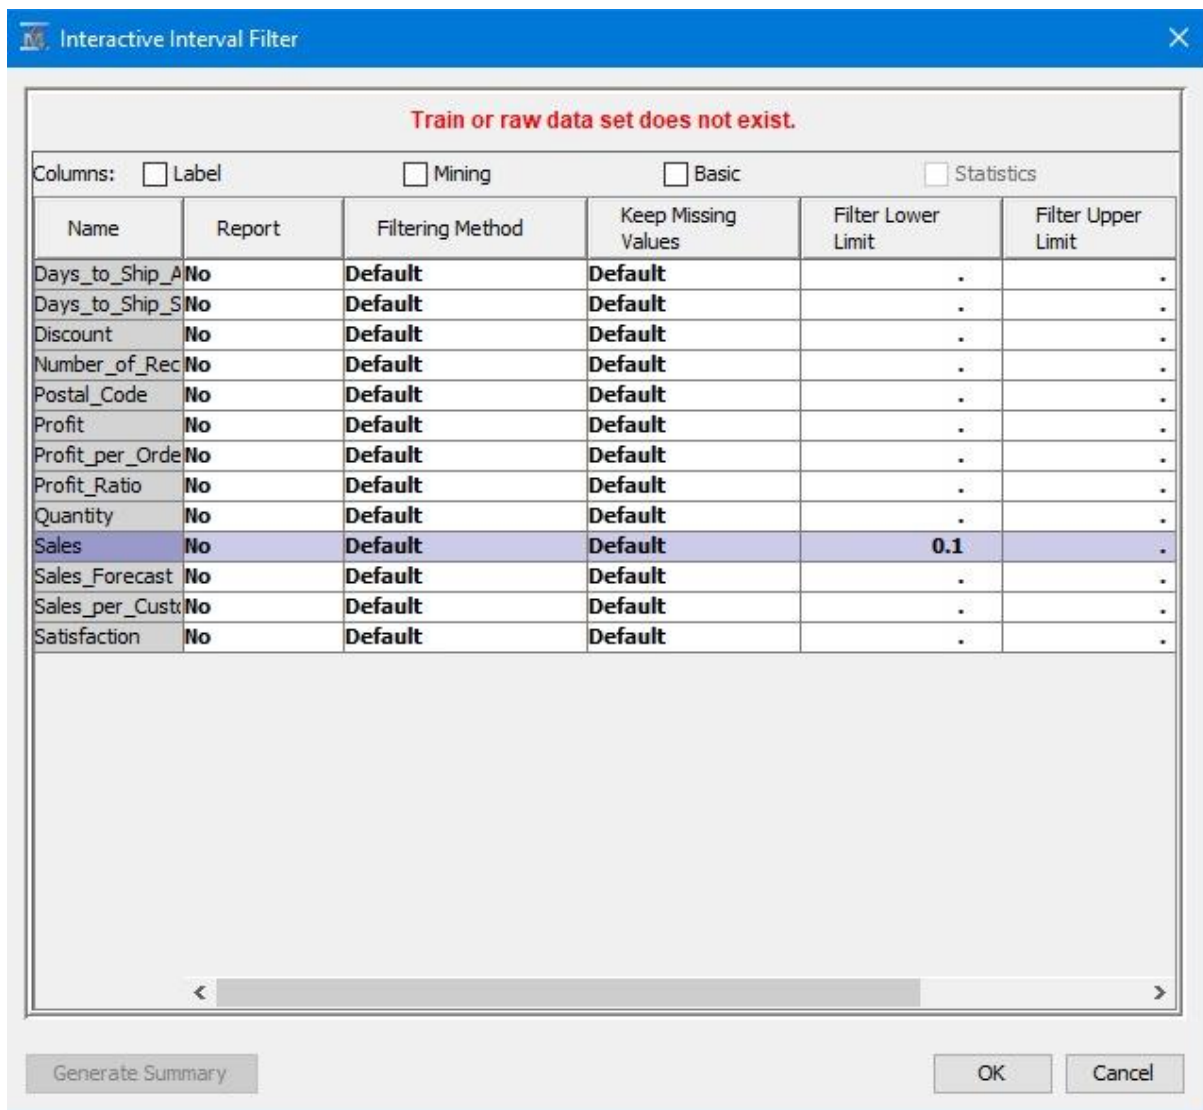 Interactive Interval Filter
Train or raw data set does not exist.
Columns: Label Mining Basic Statistics
Name Report Filtering Method Keep Missing Values Filter Lower Limit Filter Upper Limit
Days_to_Ship_A No Default Default . .
Days_to_Ship_S No Default Default . .
Discount No Default Default . .
Number_of_Rec No Default Default . .
Postal_Code No Default Default . .
Profit No Default Default . .
Profit_per_Orde No Default Default . .
Profit_Ratio No Default Default . .
Quantity No Default Default . .
Sales No Default Default 0.1 .
Sales_Forecast No Default Default . .
Sales_per_Custo No Default Default . .
Satisfaction No Default Default . .
Generate Summary OK Cancel